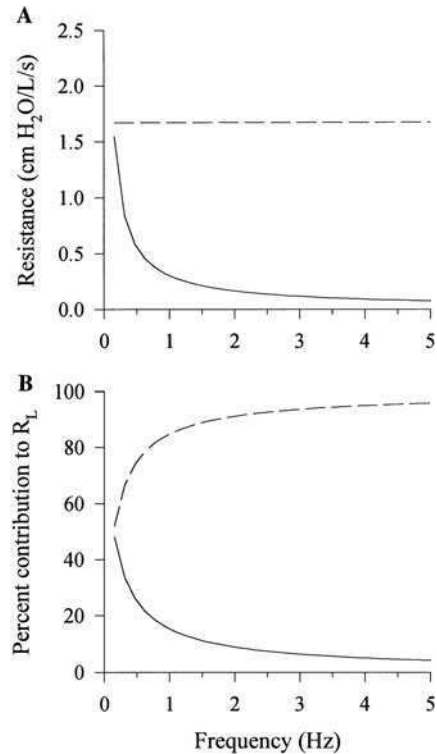 A
Resistance (cm H₂O/L/s)
2.5
2.0
1.5
1.0
0.5
0.0
0 1 2 3 4 5
B
Percent contribution to R_L
100
80
60
40
20
0
0 1 2 3 4 5
Frequency (Hz)